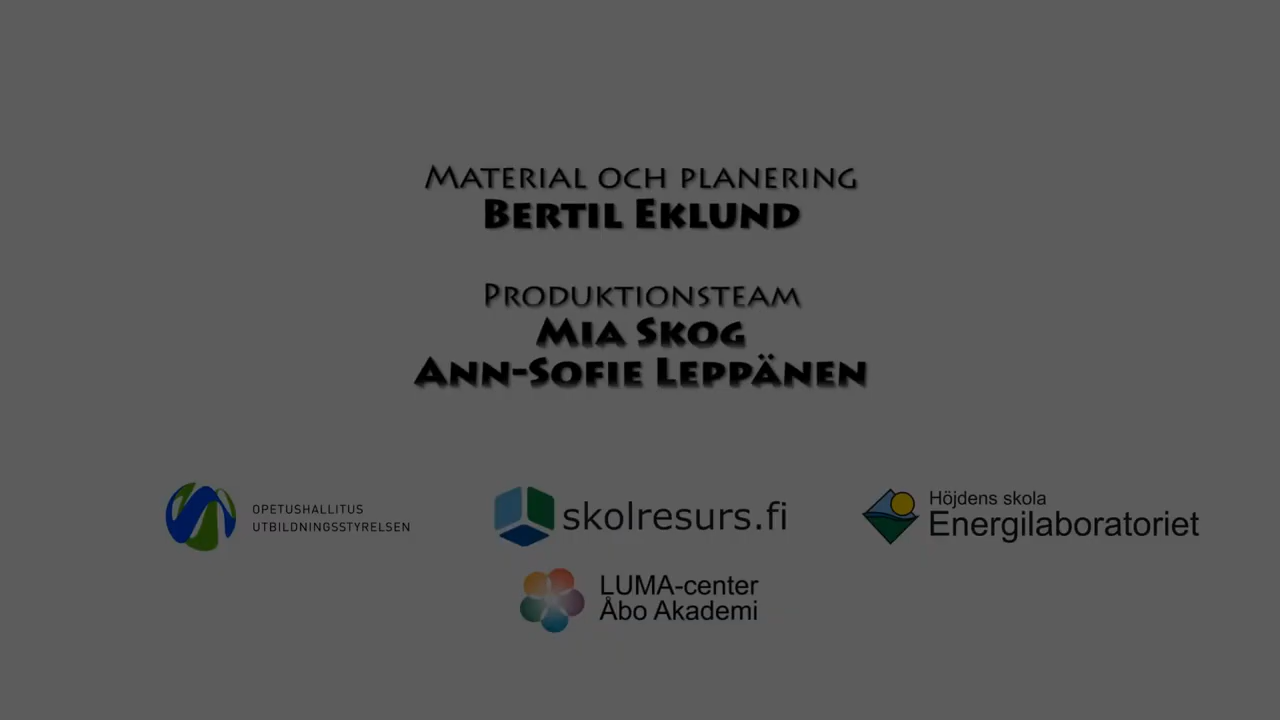 Material och planering
Bertil Eklund
Produktionsteam
Mia Skog
Ann-Sofie Leppänen
OPETUSHALLITUS
UTBILDNINGSSTYRELSEN
skolresurs.fi
Höjdens skola
Energilaboratoriet
LUMA-center
Åbo Akademi